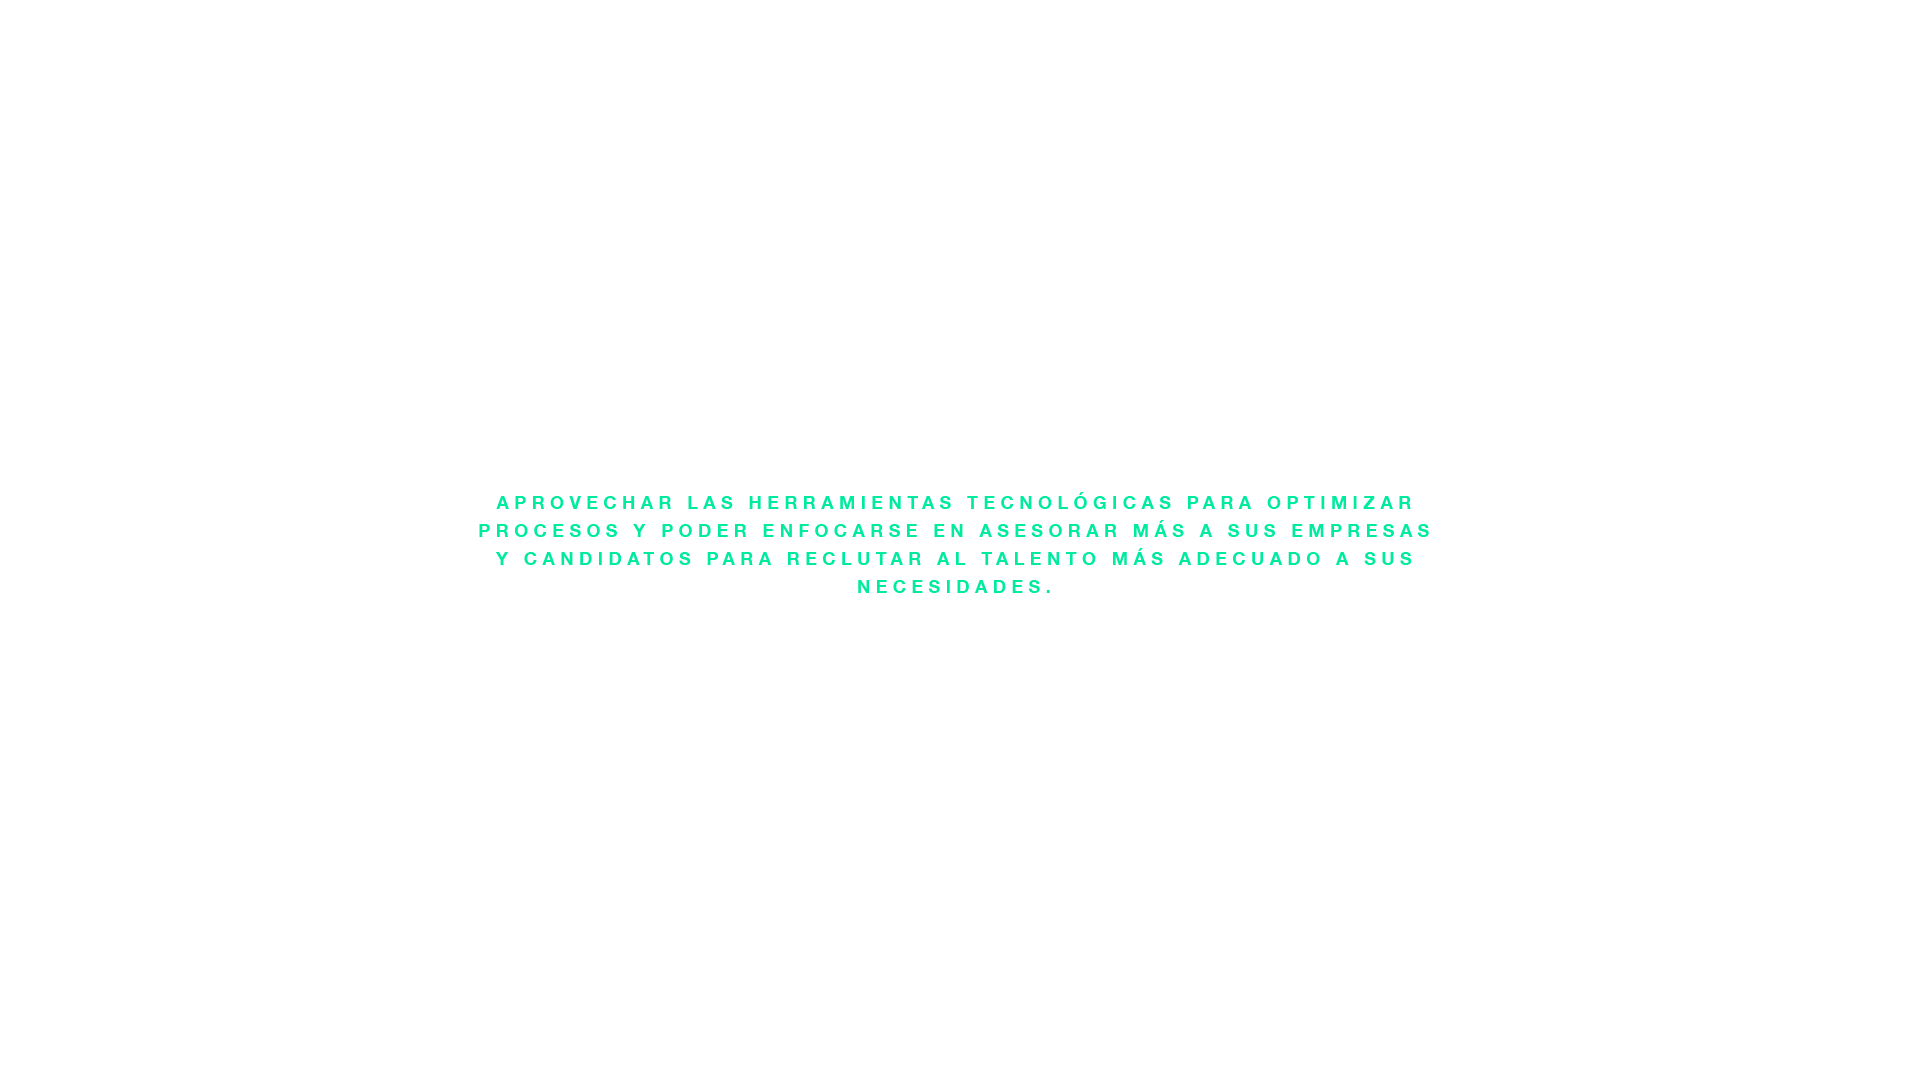 APROVECHAR LAS HERRAMIENTAS TECNOLÓGICAS PARA OPTIMIZAR
PROCESOS Y PODER ENFOCARSE EN ASESORAR MÁS A SUS EMPRESAS
Y CANDIDATOS PARA RECLUTAR AL TALENTO MÁS ADECUADO A SUS
NECESIDADES.